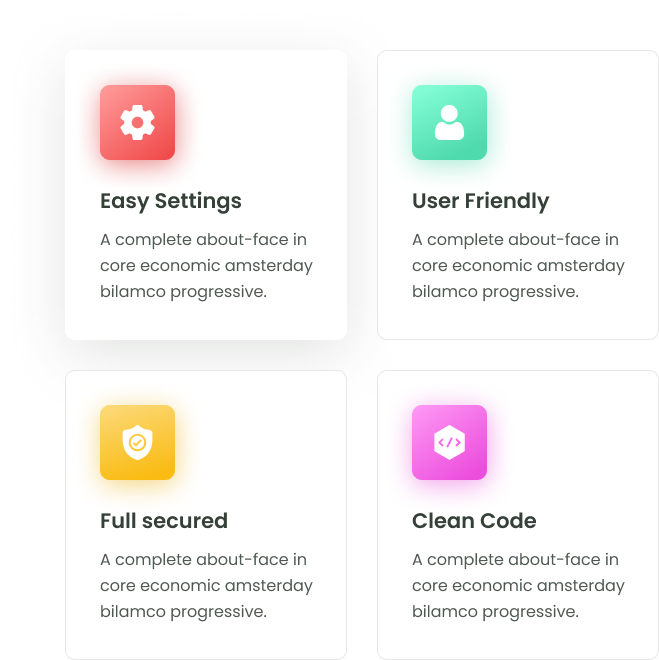 Easy Settings
A complete about-face in
core economic amsterday
bilamco progressive.
User Friendly
A complete about-face in
core economic amsterday
bilamco progressive.
Full secured
A complete about-face in
core economic amsterday
bilamco progressive.
Clean Code
A complete about-face in
core economic amsterday
bilamco progressive.